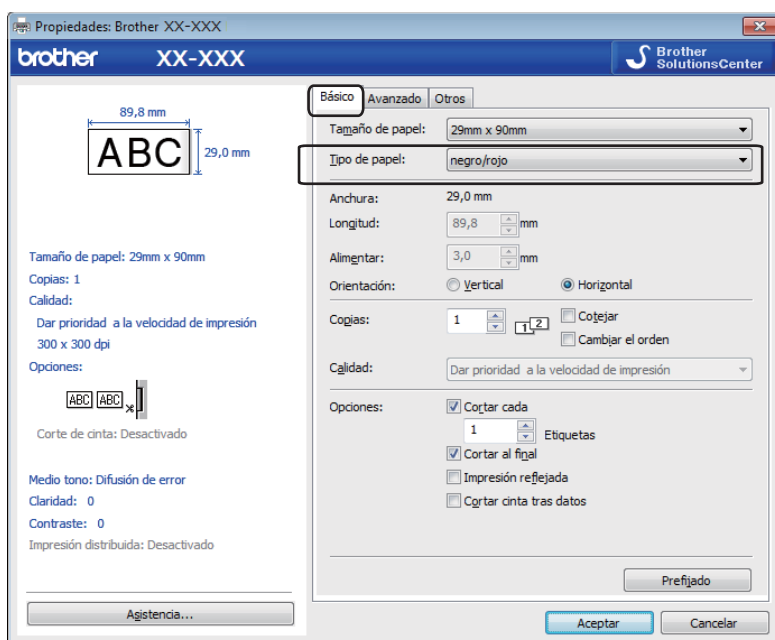 Propiedades: Brother XX-XXX
brother XX-XXX
Brother
SolutionsCenter
89,8 mm
ABC
29,0 mm
Tamaño de papel: 29mm x 90mm
Copias: 1
Calidad:
Dar prioridad a la velocidad de impresión
300 x 300 dpi
Opciones:
ABC ABC
Corte de cinta: Desactivado
Medio tono: Difusión de error
Claridad: 0
Contraste: 0
Impresión distribuida: Desactivado
Asistencia...
Básico Avanzado Otros
Tamaño de papel: 29mm x 90mm
Tipo de papel: negro/rojo
Anchura: 29,0 mm
Longitud: 89,8 mm
Alimentar: 3,0 mm
Orientación: Vertical Horizontal
Copias: 1 1 2 Cotejar
Cambiar el orden
Calidad: Dar prioridad a la velocidad de impresión
Opciones: Cortar cada
1 Etiquetas
Cortar al final
Impresión reflejada
Cortar cinta tras datos
Prefijado
Aceptar Cancelar